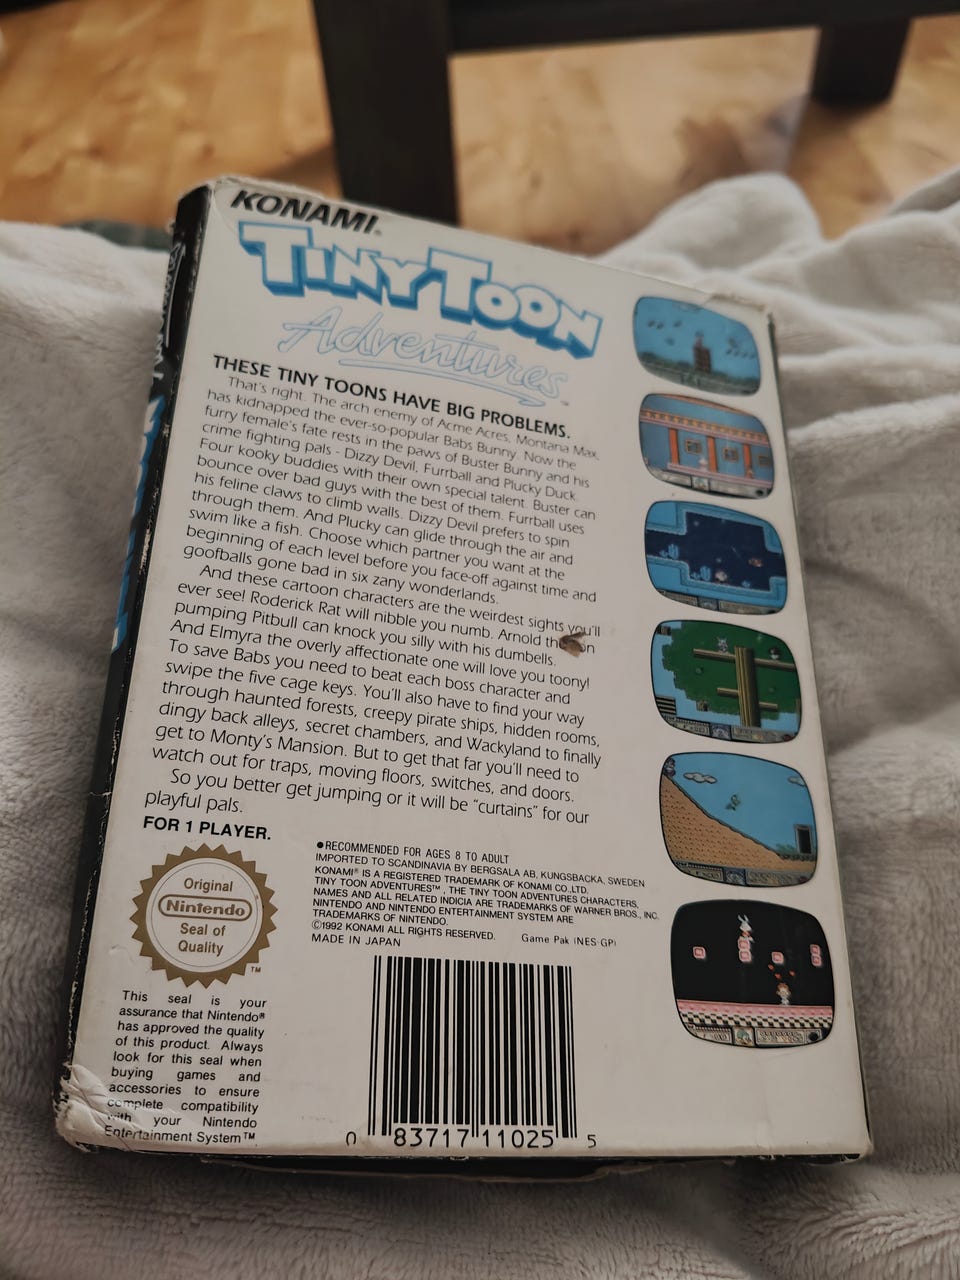 KONAMI®
TINY TOON
Adventures™
THESE TINY TOONS HAVE BIG PROBLEMS.
That's right. The arch enemy of Acme Acres, Montana Max,
has kidnapped the ever-so-popular Babs Bunny. Now the
furry female's fate rests in the paws of Buster Bunny and his
crime fighting pals - Dizzy Devil, Furrball and Plucky Duck.
Four kooky buddies with their own special talent. Buster can
bounce over bad guys with the best of them. Furrball uses
his feline claws to climb walls. Dizzy Devil prefers to spin
through them. And Plucky can glide through the air and
swim like a fish. Choose which partner you want at the
beginning of each level before you face-off against time and
goofballs gone bad in six zany wonderlands.
And these cartoon characters are the weirdest sights you'll
ever see! Roderick Rat will nibble you numb. Arnold the
pumping Pitbull can knock you silly with his dumbells.
And Elmyra the overly affectionate one will love you toony!
To save Babs you need to beat each boss character and
swipe the five cage keys. You'll also have to find your way
through haunted forests, creepy pirate ships, hidden rooms,
dingy back alleys, secret chambers, and Wackyland to finally
get to Monty's Mansion. But to get that far you'll need to
watch out for traps, moving floors, switches, and doors.
So you better get jumping or it will be "curtains" for our
playful pals.
FOR 1 PLAYER.
Original
Nintendo
Seal of
Quality
TM
This seal is your
assurance that Nintendo®
has approved the quality
of this product. Always
look for this seal when
buying games and
accessories to ensure
complete compatibility
with your Nintendo
Entertainment System™
●RECOMMENDED FOR AGES 8 TO ADULT
IMPORTED TO SCANDINAVIA BY BERGSALA AB, KUNGSBACKA, SWEDEN
KONAMI® IS A REGISTERED TRADEMARK OF KONAMI CO.,LTD.
TINY TOON ADVENTURES™, THE TINY TOON ADVENTURES CHARACTERS,
NAMES AND ALL RELATED INDICIA ARE TRADEMARKS OF WARNER BROS., INC.
NINTENDO AND NINTENDO ENTERTAINMENT SYSTEM ARE
TRADEMARKS OF NINTENDO.
©1992 KONAMI ALL RIGHTS RESERVED. Game Pak (NES-GP)
MADE IN JAPAN
0 83717 11025 5